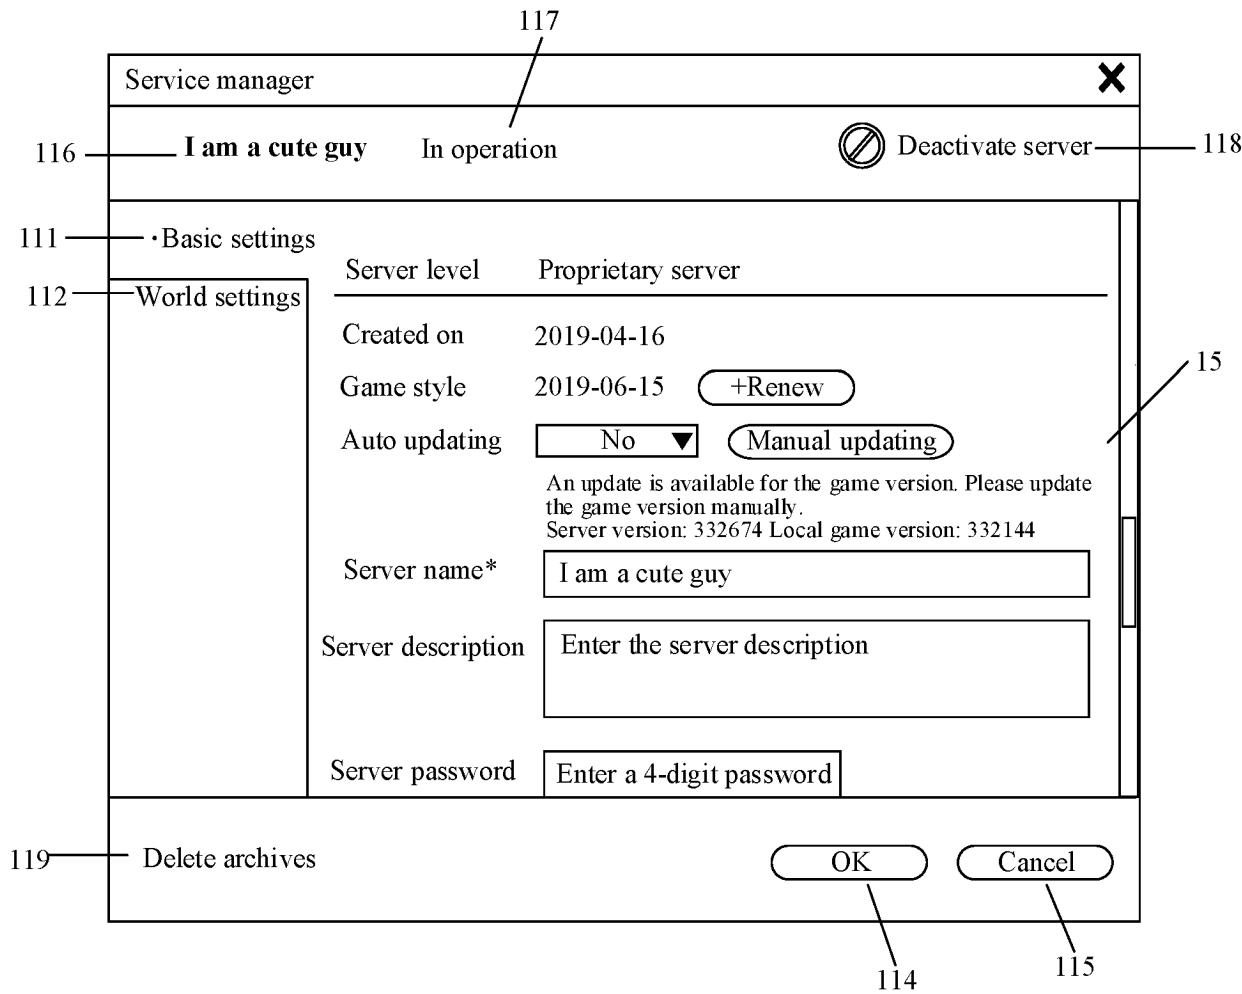 117
Service manager
116
I am a cute guy
In operation
Deactivate server
118
111
·Basic settings
112
World settings
Server level Proprietary server
Created on 2019-04-16
Game style 2019-06-15 +Renew
15
Auto updating No Manual updating
An update is available for the game version. Please update
the game version manually.
Server version: 332674 Local game version: 332144
Server name* I am a cute guy
Server description Enter the server description
Server password Enter a 4-digit password
119
Delete archives
OK
Cancel
114
115